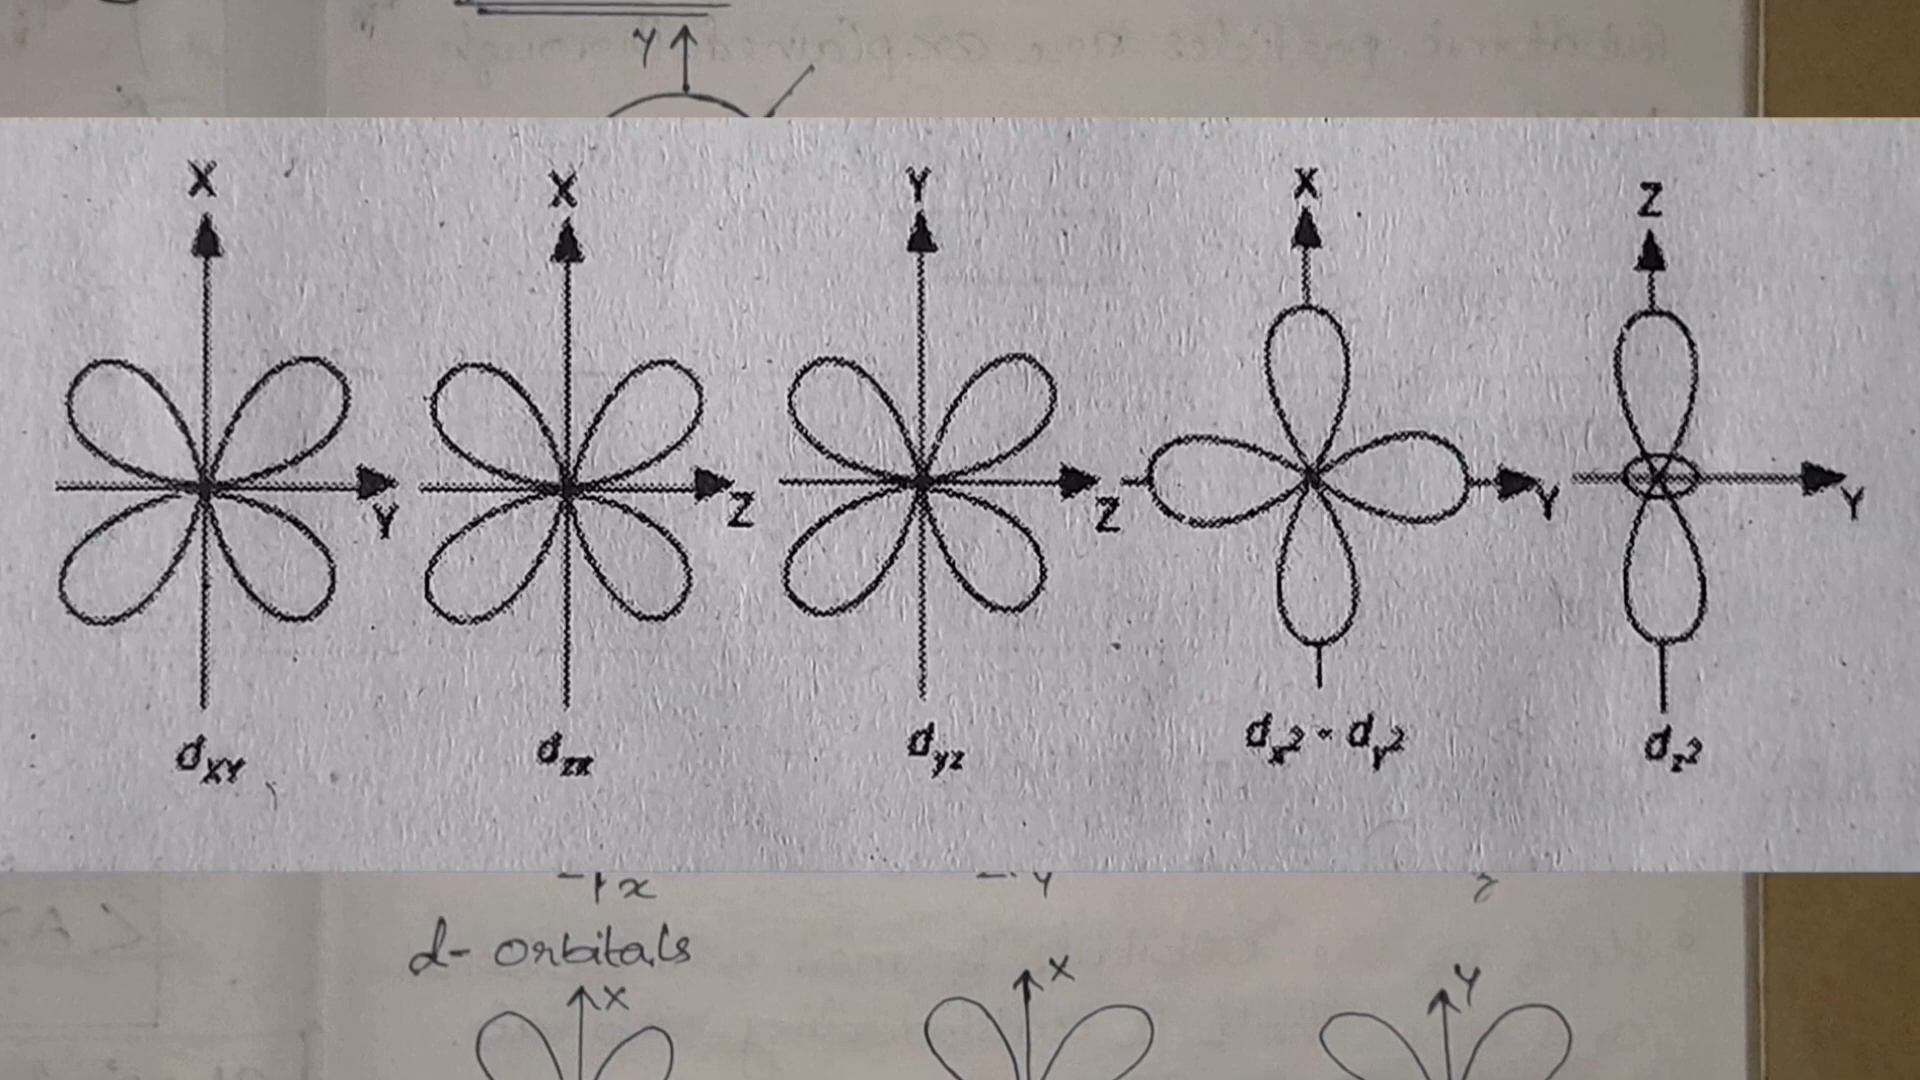 Y
X
X
Y
X
Z
Y
Z
Z
Y
Y
dXY
dzx
dyz
dx² - dy²
dz²
x
y
z
d- orbitals
X
X
Y